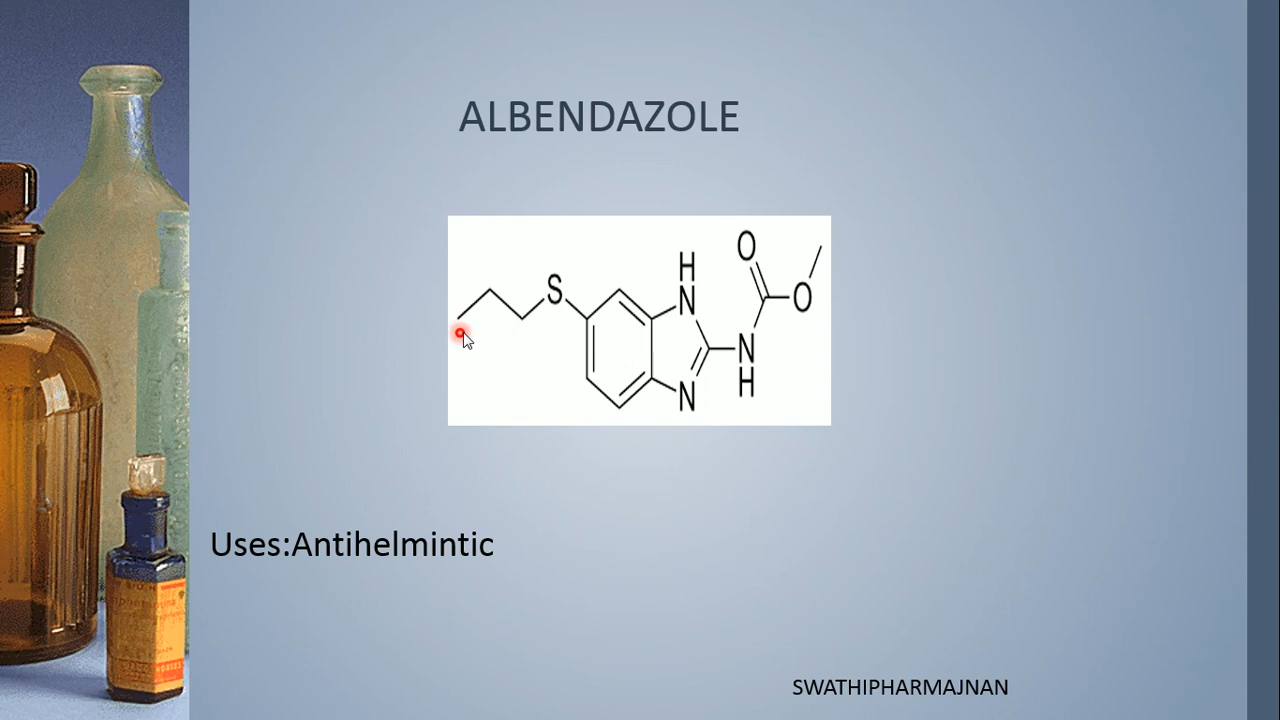 ALBENDAZOLE
O
H
S
N
O
N
H
N
Uses:Antihelmintic
SWATHIPHARMAJNAN